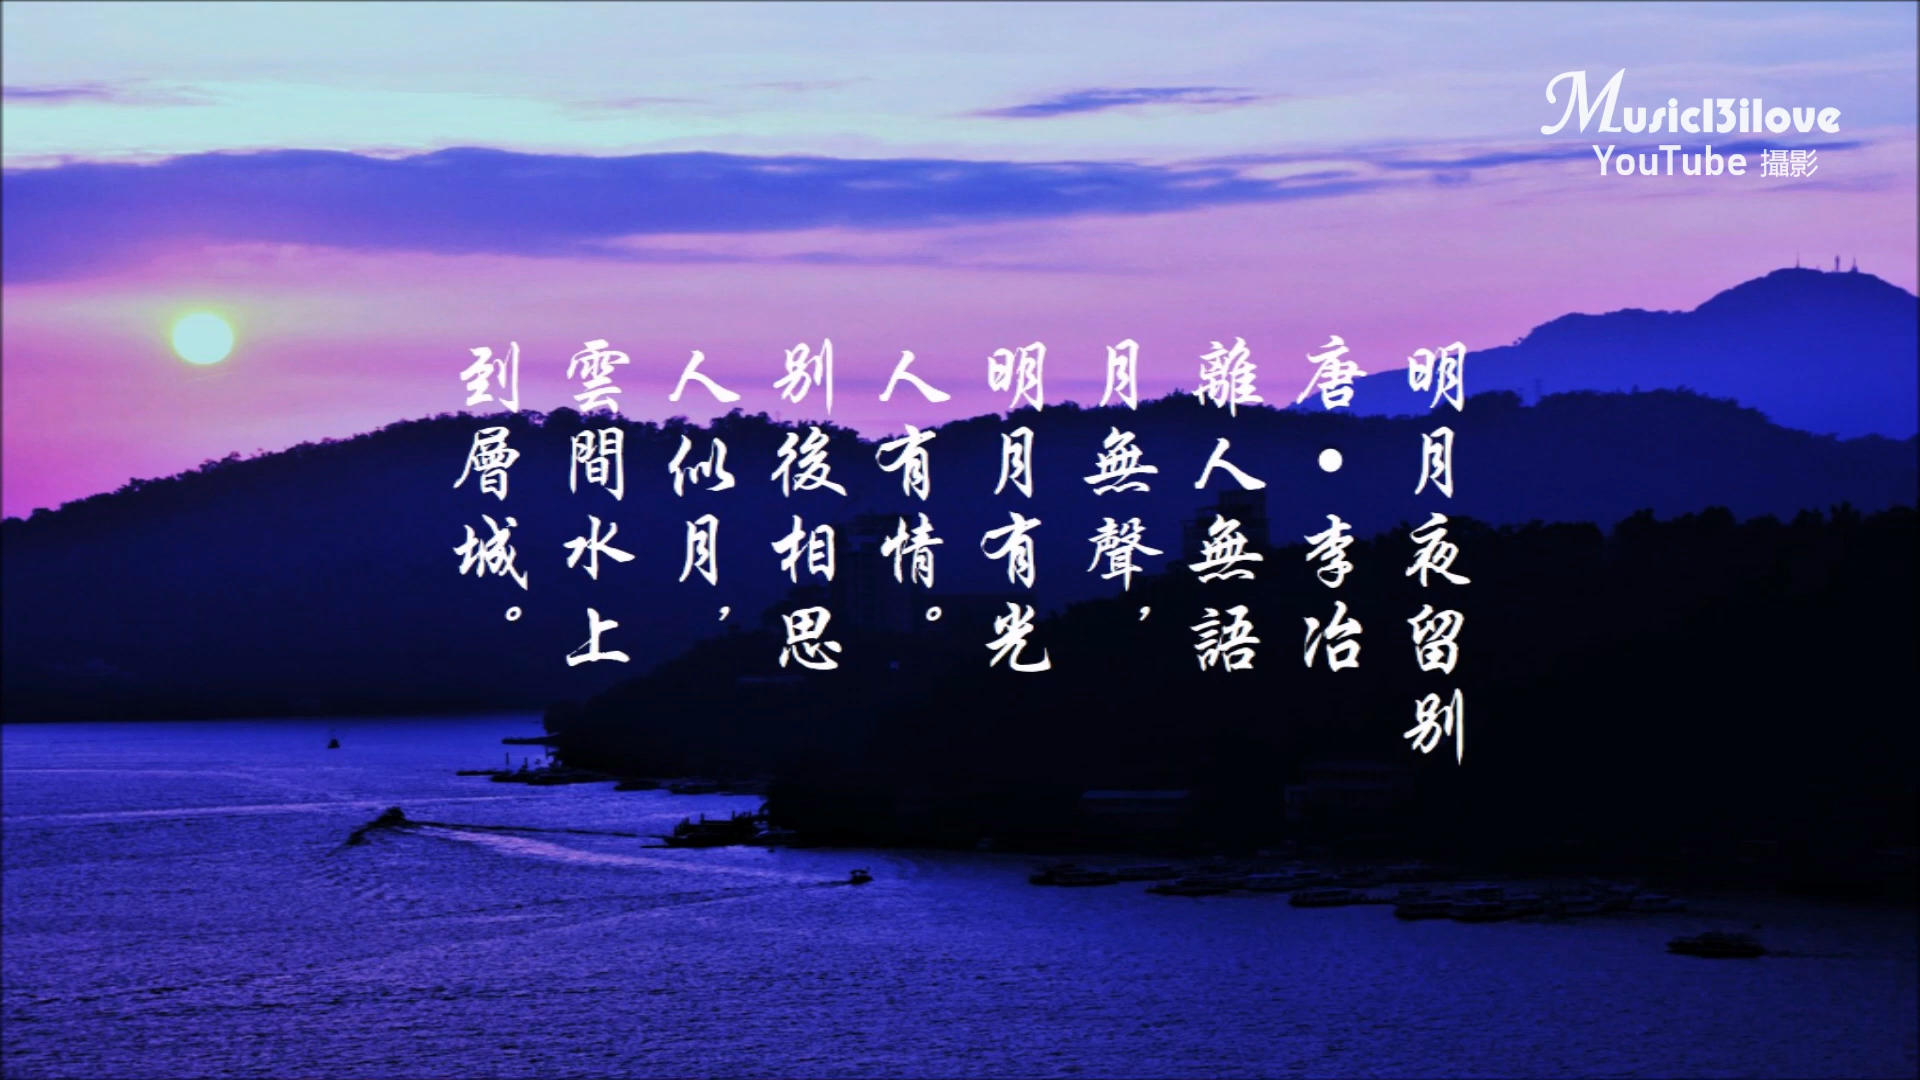 Musicl3ilove
YouTube 攝影
明月夜留別
唐•李冶
離人無語
月無聲，
明月有光
人有情。
別後相思
人似月，
雲間水上
到層城。